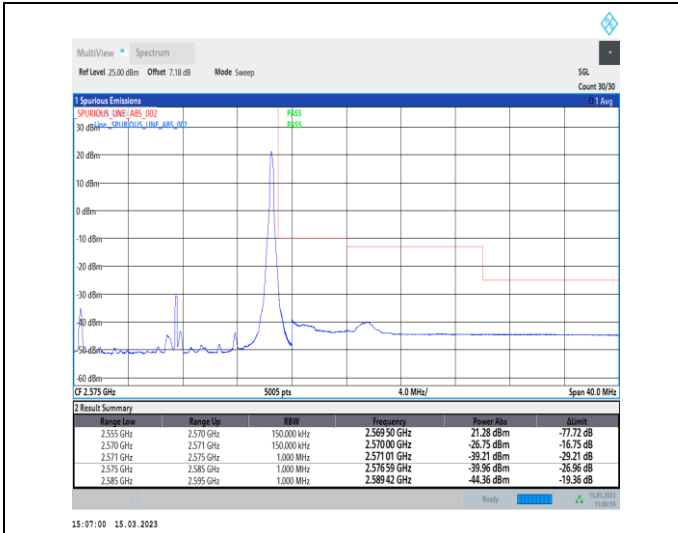 MultiView Spectrum
Ref Level 25.00 dBm Offset 7.18 dB Mode Sweep SGL
Count 30/30
1 Spurious Emissions 1 Avg
_SPURIOUS_LINE_ABS_002 PASS
30 dBm Line _SPURIOUS_LINE_ABS_002 PASS
20 dBm
10 dBm
0 dBm
-10 dBm
-20 dBm
-30 dBm
-40 dBm
-50 dBm
-60 dBm
CF 2.575 GHz 5005 pts 4.0 MHz/ Span 40.0 MHz
2 Result Summary
Range Low Range Up RBW Frequency Power Abs ΔLimit
2.555 GHz 2.570 GHz 150.000 kHz 2.569 50 GHz 21.28 dBm -77.72 dB
2.570 GHz 2.571 GHz 150.000 kHz 2.570 00 GHz -26.75 dBm -16.75 dB
2.571 GHz 2.575 GHz 1.000 MHz 2.571 01 GHz -39.21 dBm -29.21 dB
2.575 GHz 2.585 GHz 1.000 MHz 2.576 59 GHz -39.96 dBm -26.96 dB
2.585 GHz 2.595 GHz 1.000 MHz 2.589 42 GHz -44.36 dBm -19.36 dB
Ready 15.03.2023
15:06:59
15:07:00 15.03.2023